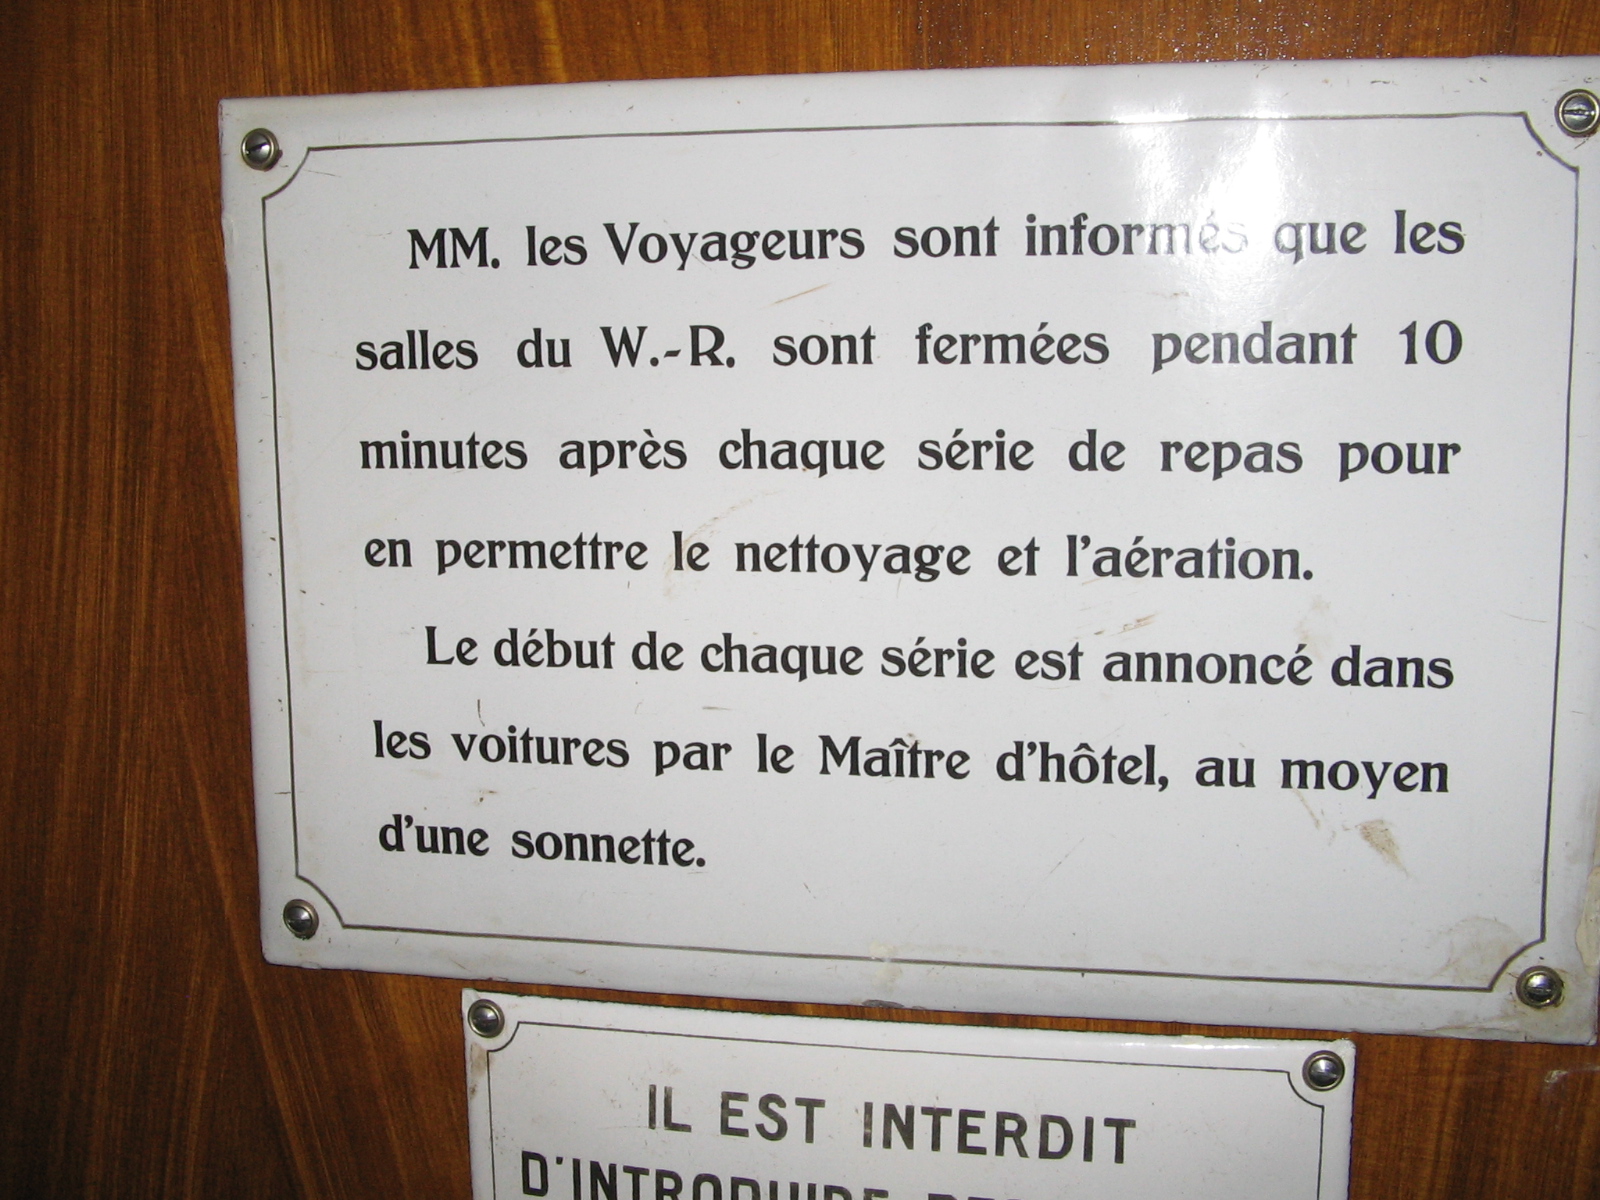 MM. les Voyageurs sont informés que les
salles du W.-R. sont fermées pendant 10
minutes après chaque série de repas pour
en permettre le nettoyage et l'aération.
Le début de chaque série est annoncé dans
les voitures par le Maître d'hôtel, au moyen
d'une sonnette.
IL EST INTERDIT
D'INTRODUIRE